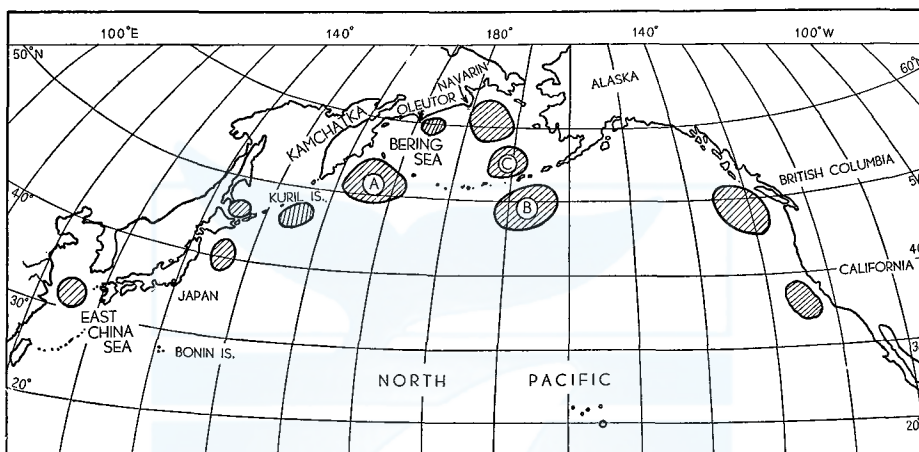 100°E
140°
180°
100°W
50°N
60°
NAVARIN
OLEUTOR
ALASKA
KAMCHATKA
BERING
SEA
C
BRITISH COLUMBIA
A
40°
KURIL IS.,
50
B
40
CALIFORNIA
30°
JAPAN
EAST
CHINA
SEA
BONIN IS.
30
20°
NORTH PACIFIC
20